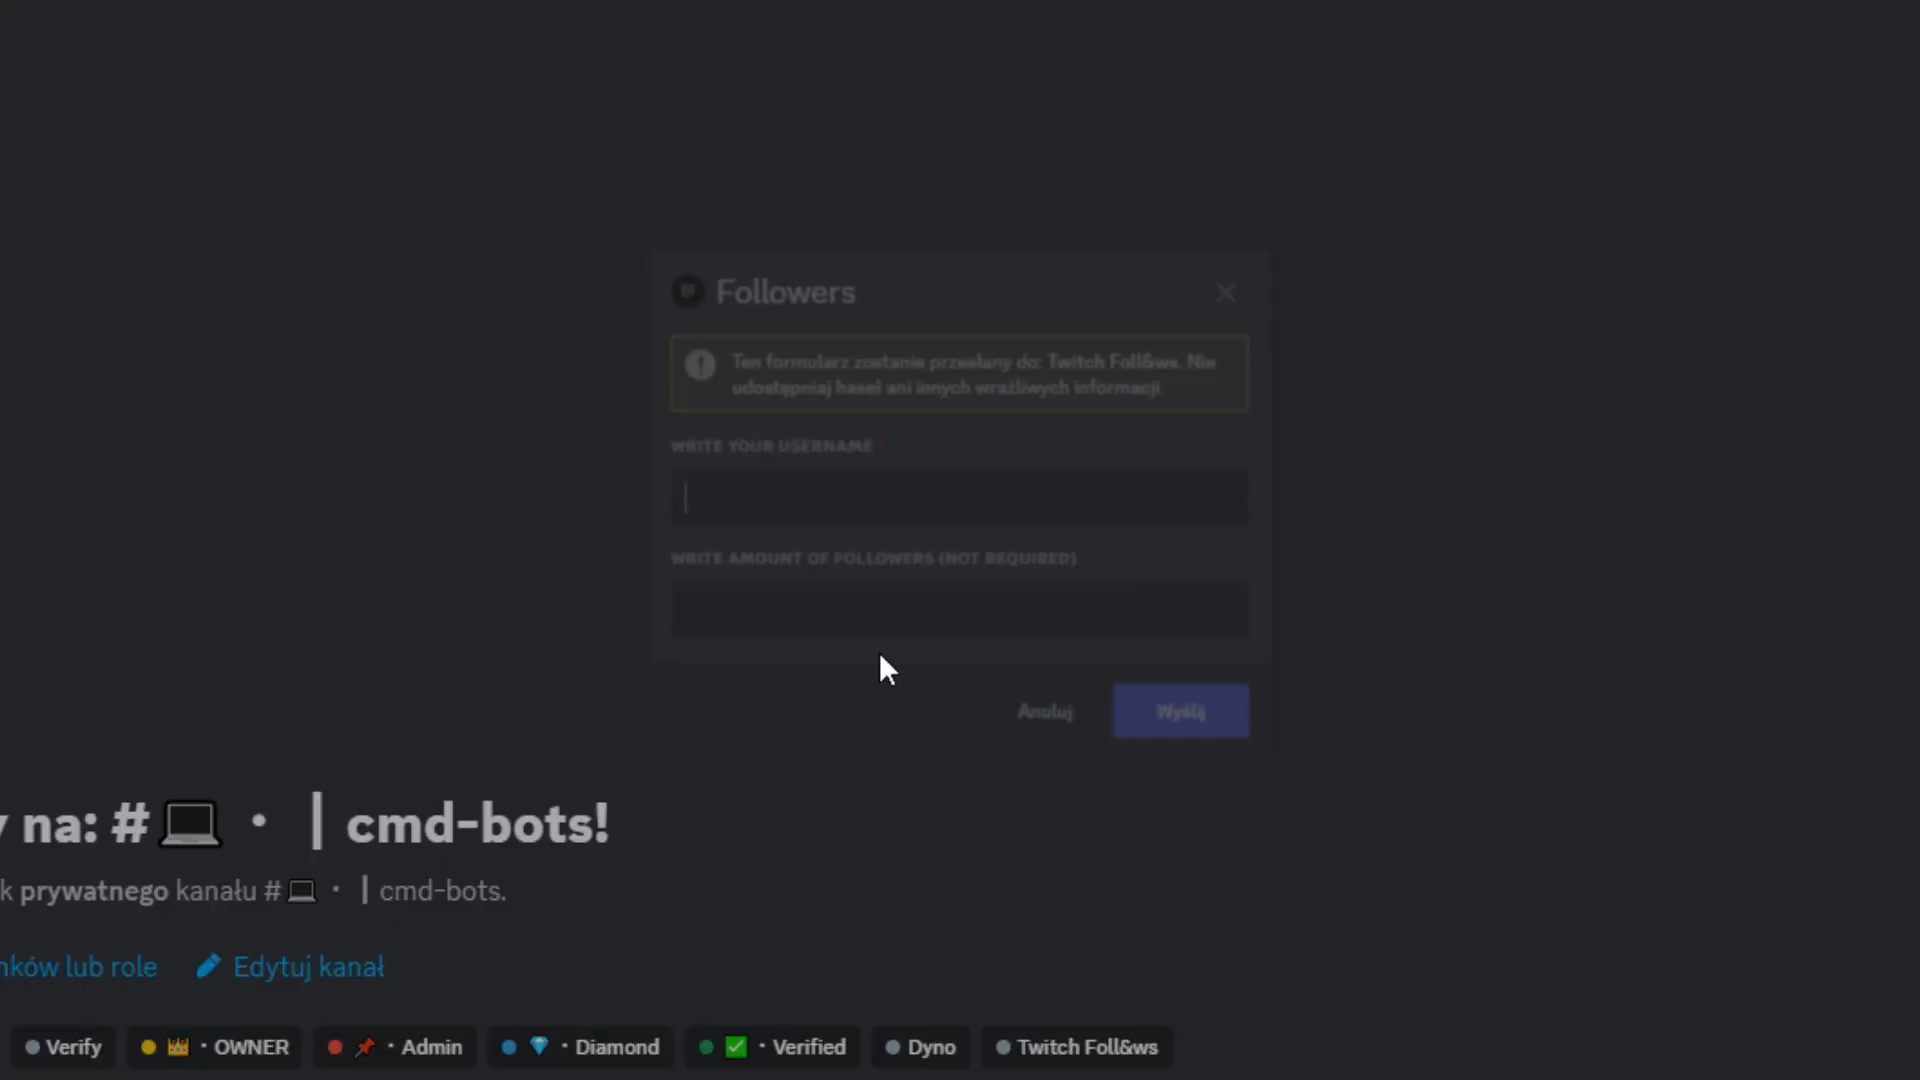 Followers
Ten formularz zostanie przesłany do: Twitch Foll&ws. Nie
udostępniaj haseł ani innych wrażliwych informacji.
WRITE YOUR USERNAME
WRITE AMOUNT OF FOLLOWERS (NOT REQUIRED)
Anuluj
Wyślij
na: #💻・ | cmd-bots!
k prywatnego kanału #💻・ | cmd-bots.
nków lub role
Edytuj kanał
Verify
👑・OWNER
📌・Admin
💎・Diamond
✅・Verified
Dyno
Twitch Foll&ws